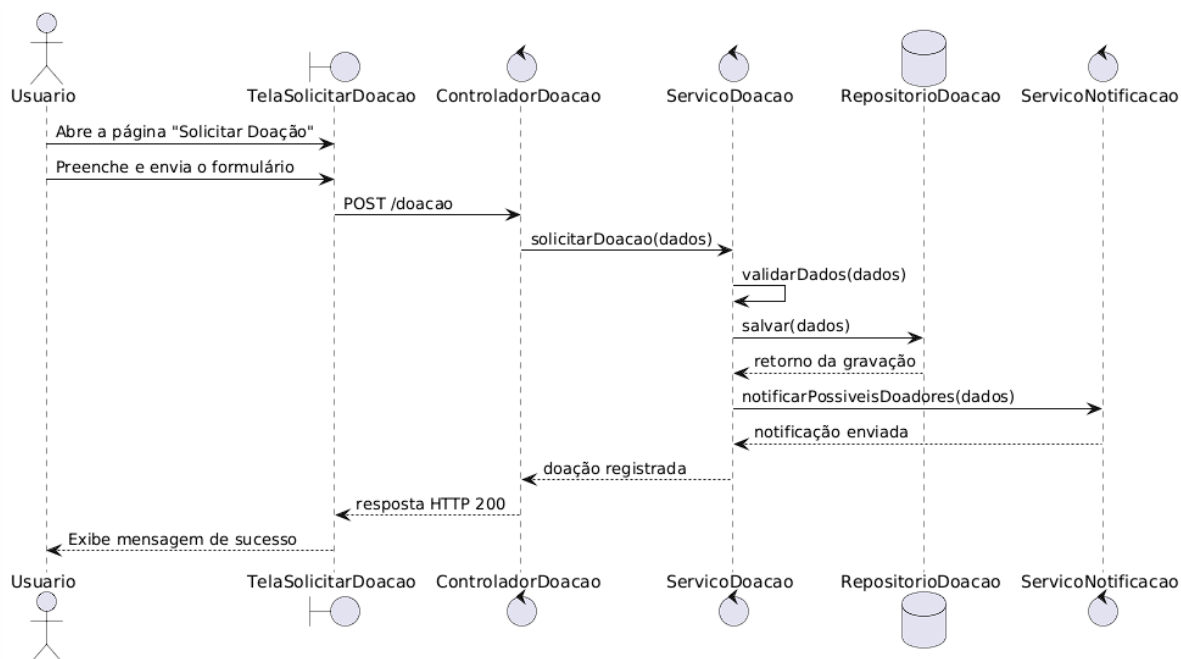 Usuario
TelaSolicitarDoacao
ControladorDoacao
ServicoDoacao
RepositorioDoacao
ServicoNotificacao
Abre a página "Solicitar Doação"
Preenche e envia o formulário
POST /doacao
solicitarDoacao(dados)
validarDados(dados)
salvar(dados)
retorno da gravação
notificarPossiveisDoadores(dados)
notificação enviada
doação registrada
resposta HTTP 200
Exibe mensagem de sucesso
Usuario
TelaSolicitarDoacao
ControladorDoacao
ServicoDoacao
RepositorioDoacao
ServicoNotificacao